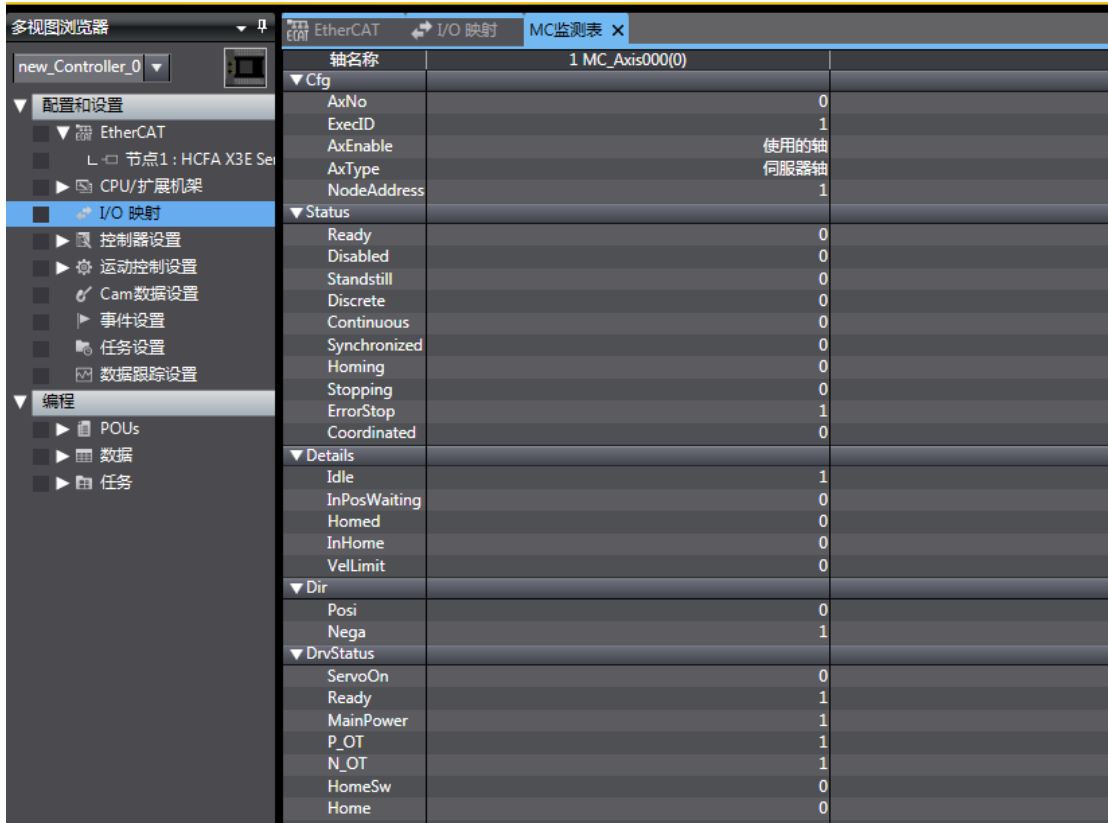 多视图浏览器
new_Controller_0
配置和设置
EtherCAT
节点1 : HCFA X3E Ser
CPU/扩展机架
I/O 映射
控制器设置
运动控制设置
Cam数据设置
事件设置
任务设置
数据跟踪设置
编程
POUs
数据
任务
EtherCAT I/O 映射 MC监测表
轴名称 1 MC_Axis000(0)
Cfg
AxNo 0
ExecID 1
AxEnable 使用的轴
AxType 伺服器轴
NodeAddress 1
Status
Ready 0
Disabled 0
Standstill 0
Discrete 0
Continuous 0
Synchronized 0
Homing 0
Stopping 0
ErrorStop 1
Coordinated 0
Details
Idle 1
InPosWaiting 0
Homed 0
InHome 0
VelLimit 0
Dir
Posi 0
Nega 1
DrvStatus
ServoOn 0
Ready 1
MainPower 1
P_OT 1
N_OT 1
HomeSw 0
Home 0